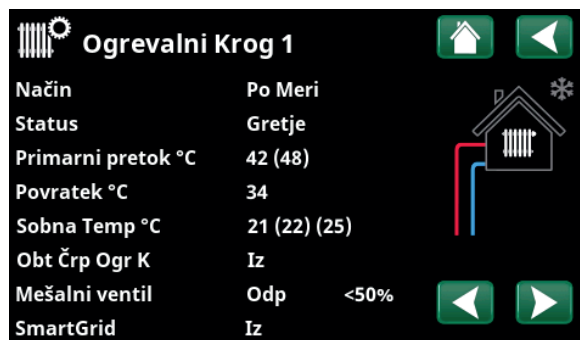 Ogrevalni Krog 1
Način Po Meri
Status Gretje
Primarni pretok °C 42 (48)
Povratek °C 34
Sobna Temp °C 21 (22) (25)
Obt Črp Ogr K Iz
Mešalni ventil Odp <50%
SmartGrid Iz